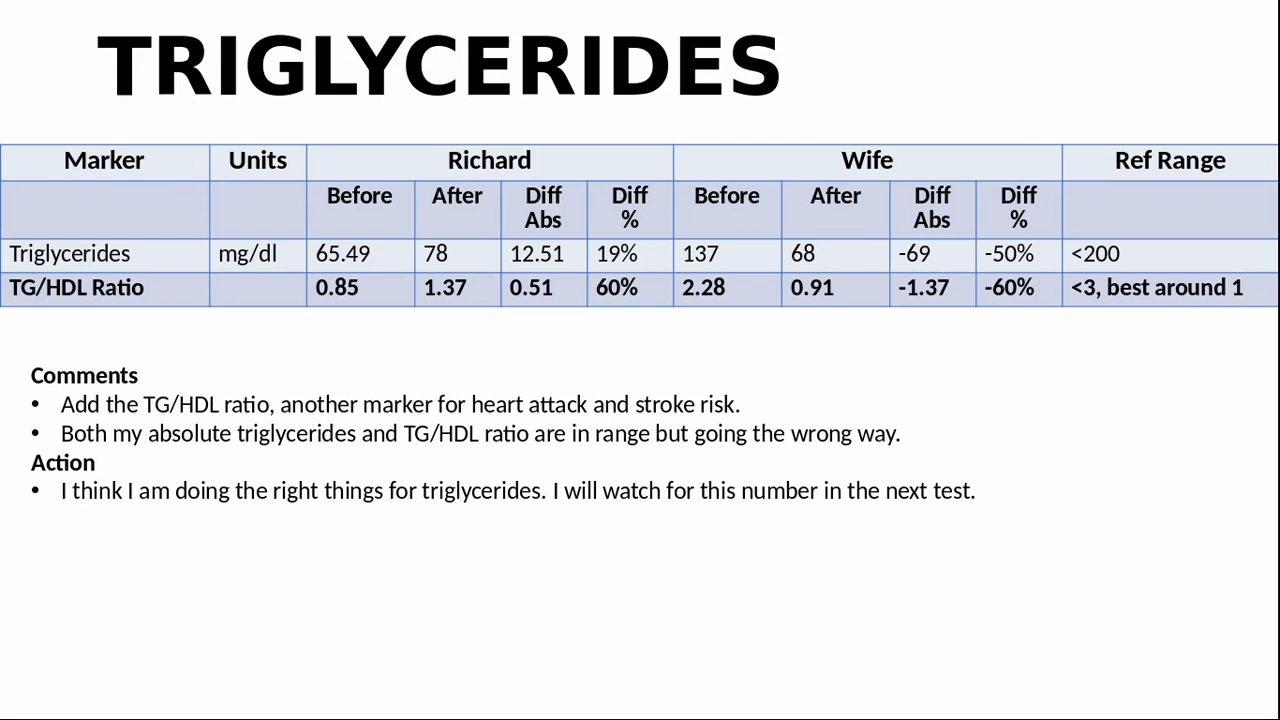 TRIGLYCERIDES
Marker Units Richard Wife Ref Range
Before After Diff Abs Diff % Before After Diff Abs Diff %
Triglycerides mg/dl 65.49 78 12.51 19% 137 68 -69 -50% <200
TG/HDL Ratio 0.85 1.37 0.51 60% 2.28 0.91 -1.37 -60% <3, best around 1
Comments
• Add the TG/HDL ratio, another marker for heart attack and stroke risk.
• Both my absolute triglycerides and TG/HDL ratio are in range but going the wrong way.
Action
• I think I am doing the right things for triglycerides. I will watch for this number in the next test.